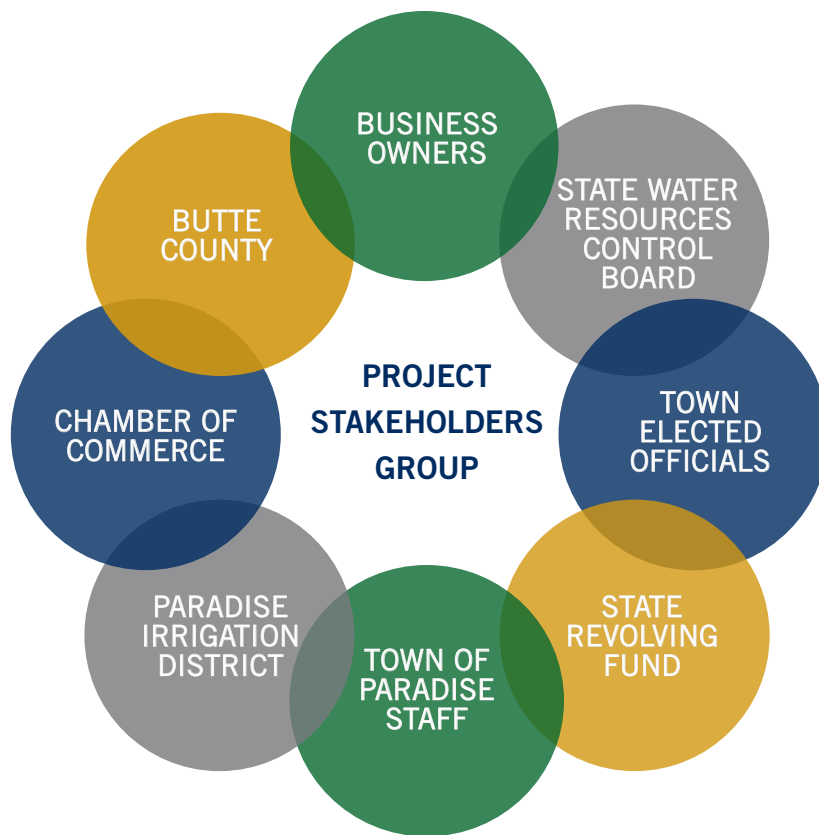 BUSINESS
OWNERS
STATE WATER
RESOURCES
CONTROL
BOARD
TOWN
ELECTED
OFFICIALS
STATE
REVOLVING
FUND
TOWN OF
PARADISE
STAFF
PARADISE
IRRIGATION
DISTRICT
CHAMBER OF
COMMERCE
BUTTE
COUNTY
PROJECT
STAKEHOLDERS
GROUP